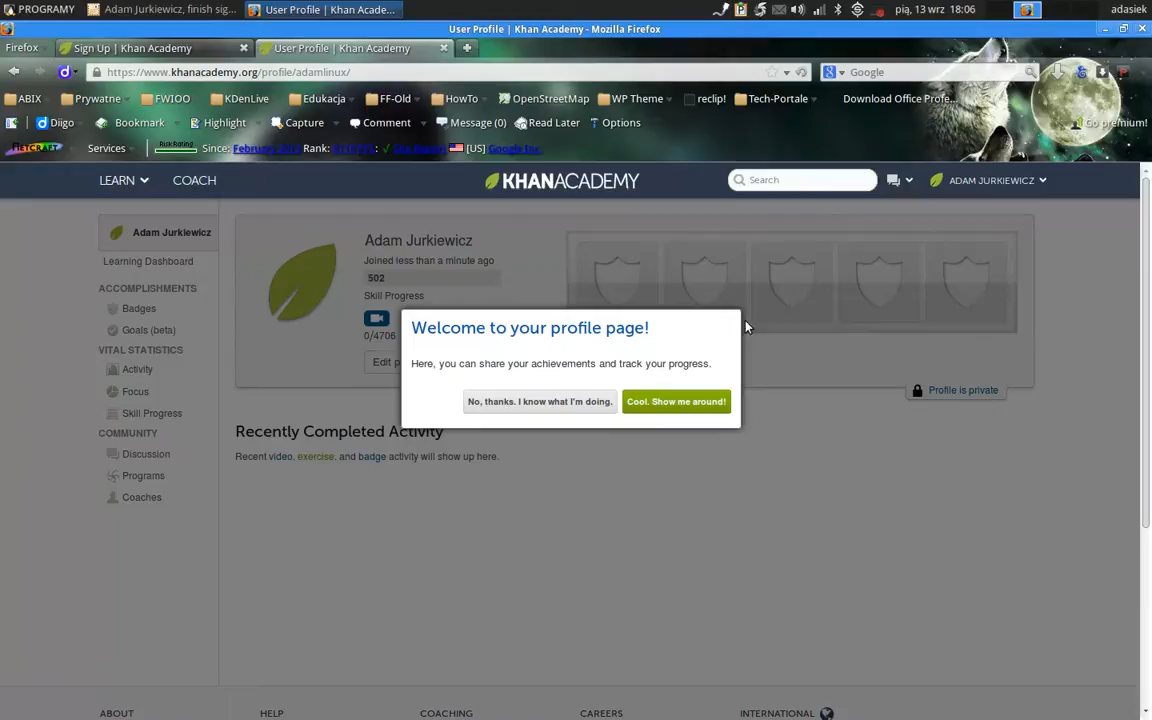 PROGRAMY Adam Jurkiewicz, finish sig... User Profile | Khan Acade... pią, 13 wrz 18:06 adasiek
User Profile | Khan Academy - Mozilla Firefox
Firefox Sign Up | Khan Academy User Profile | Khan Academy
https://www.khanacademy.org/profile/adamlinux/ Google
ABIX Prywatne FWIOO KDenLive Edukacja FF-Old HowTo OpenStreetMap WP Theme reclip! Tech-Portale Download Office Profe...
Diigo Bookmark Highlight Capture Comment Message (0) Read Later Options Go premium!
NETCRAFT Services Risk Rating Since: Rank: [US] Google Inc.
LEARN COACH KHANACADEMY Search ADAM JURKIEWICZ
Adam Jurkiewicz
Learning Dashboard
ACCOMPLISHMENTS
Badges
Goals (beta)
VITAL STATISTICS
Activity
Focus
Skill Progress
COMMUNITY
Discussion
Programs
Coaches
Adam Jurkiewicz
Joined less than a minute ago
502
Skill Progress
0/4706
Edit p
Profile is private
Welcome to your profile page!
Here, you can share your achievements and track your progress.
No, thanks. I know what I'm doing. Cool. Show me around!
Recently Completed Activity
Recent video, exercise, and badge activity will show up here.
ABOUT HELP COACHING CAREERS INTERNATIONAL